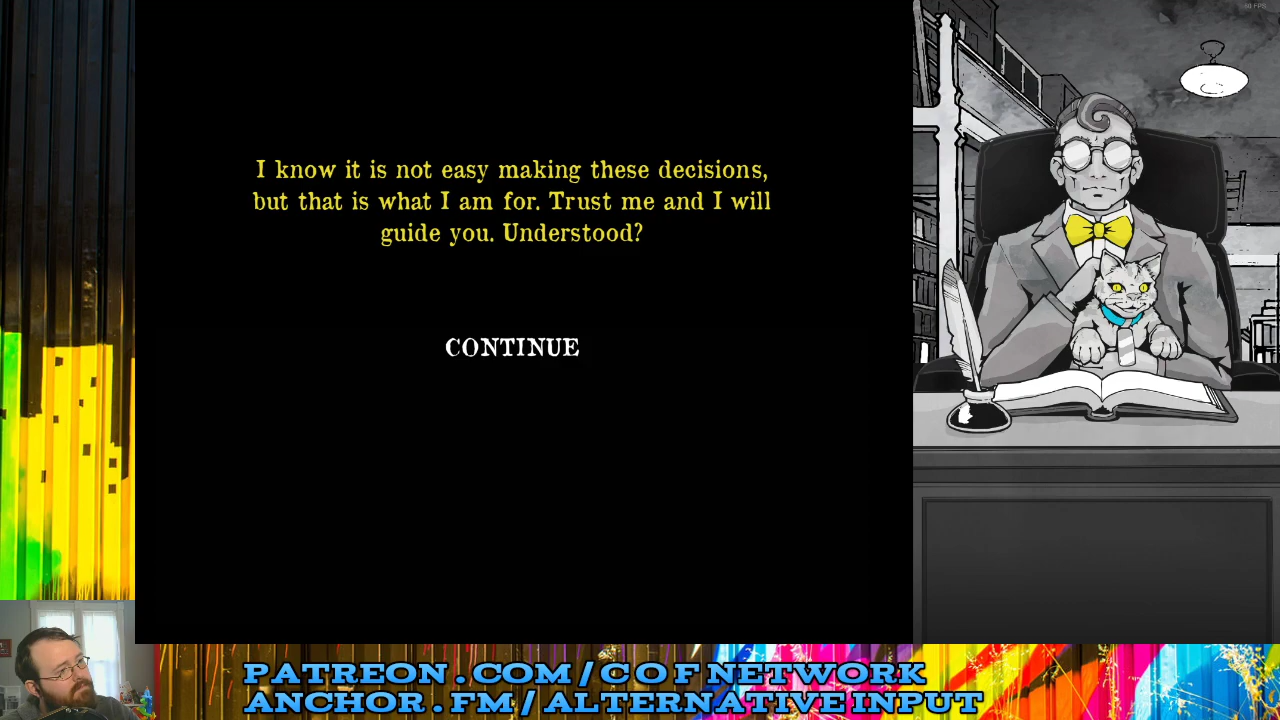 I know it is not easy making these decisions,
but that is what I am for. Trust me and I will
guide you. Understood?
CONTINUE
PATREON.COM/COFNETWORK
ANCHOR.FM/ALTERNATIVEINPUT